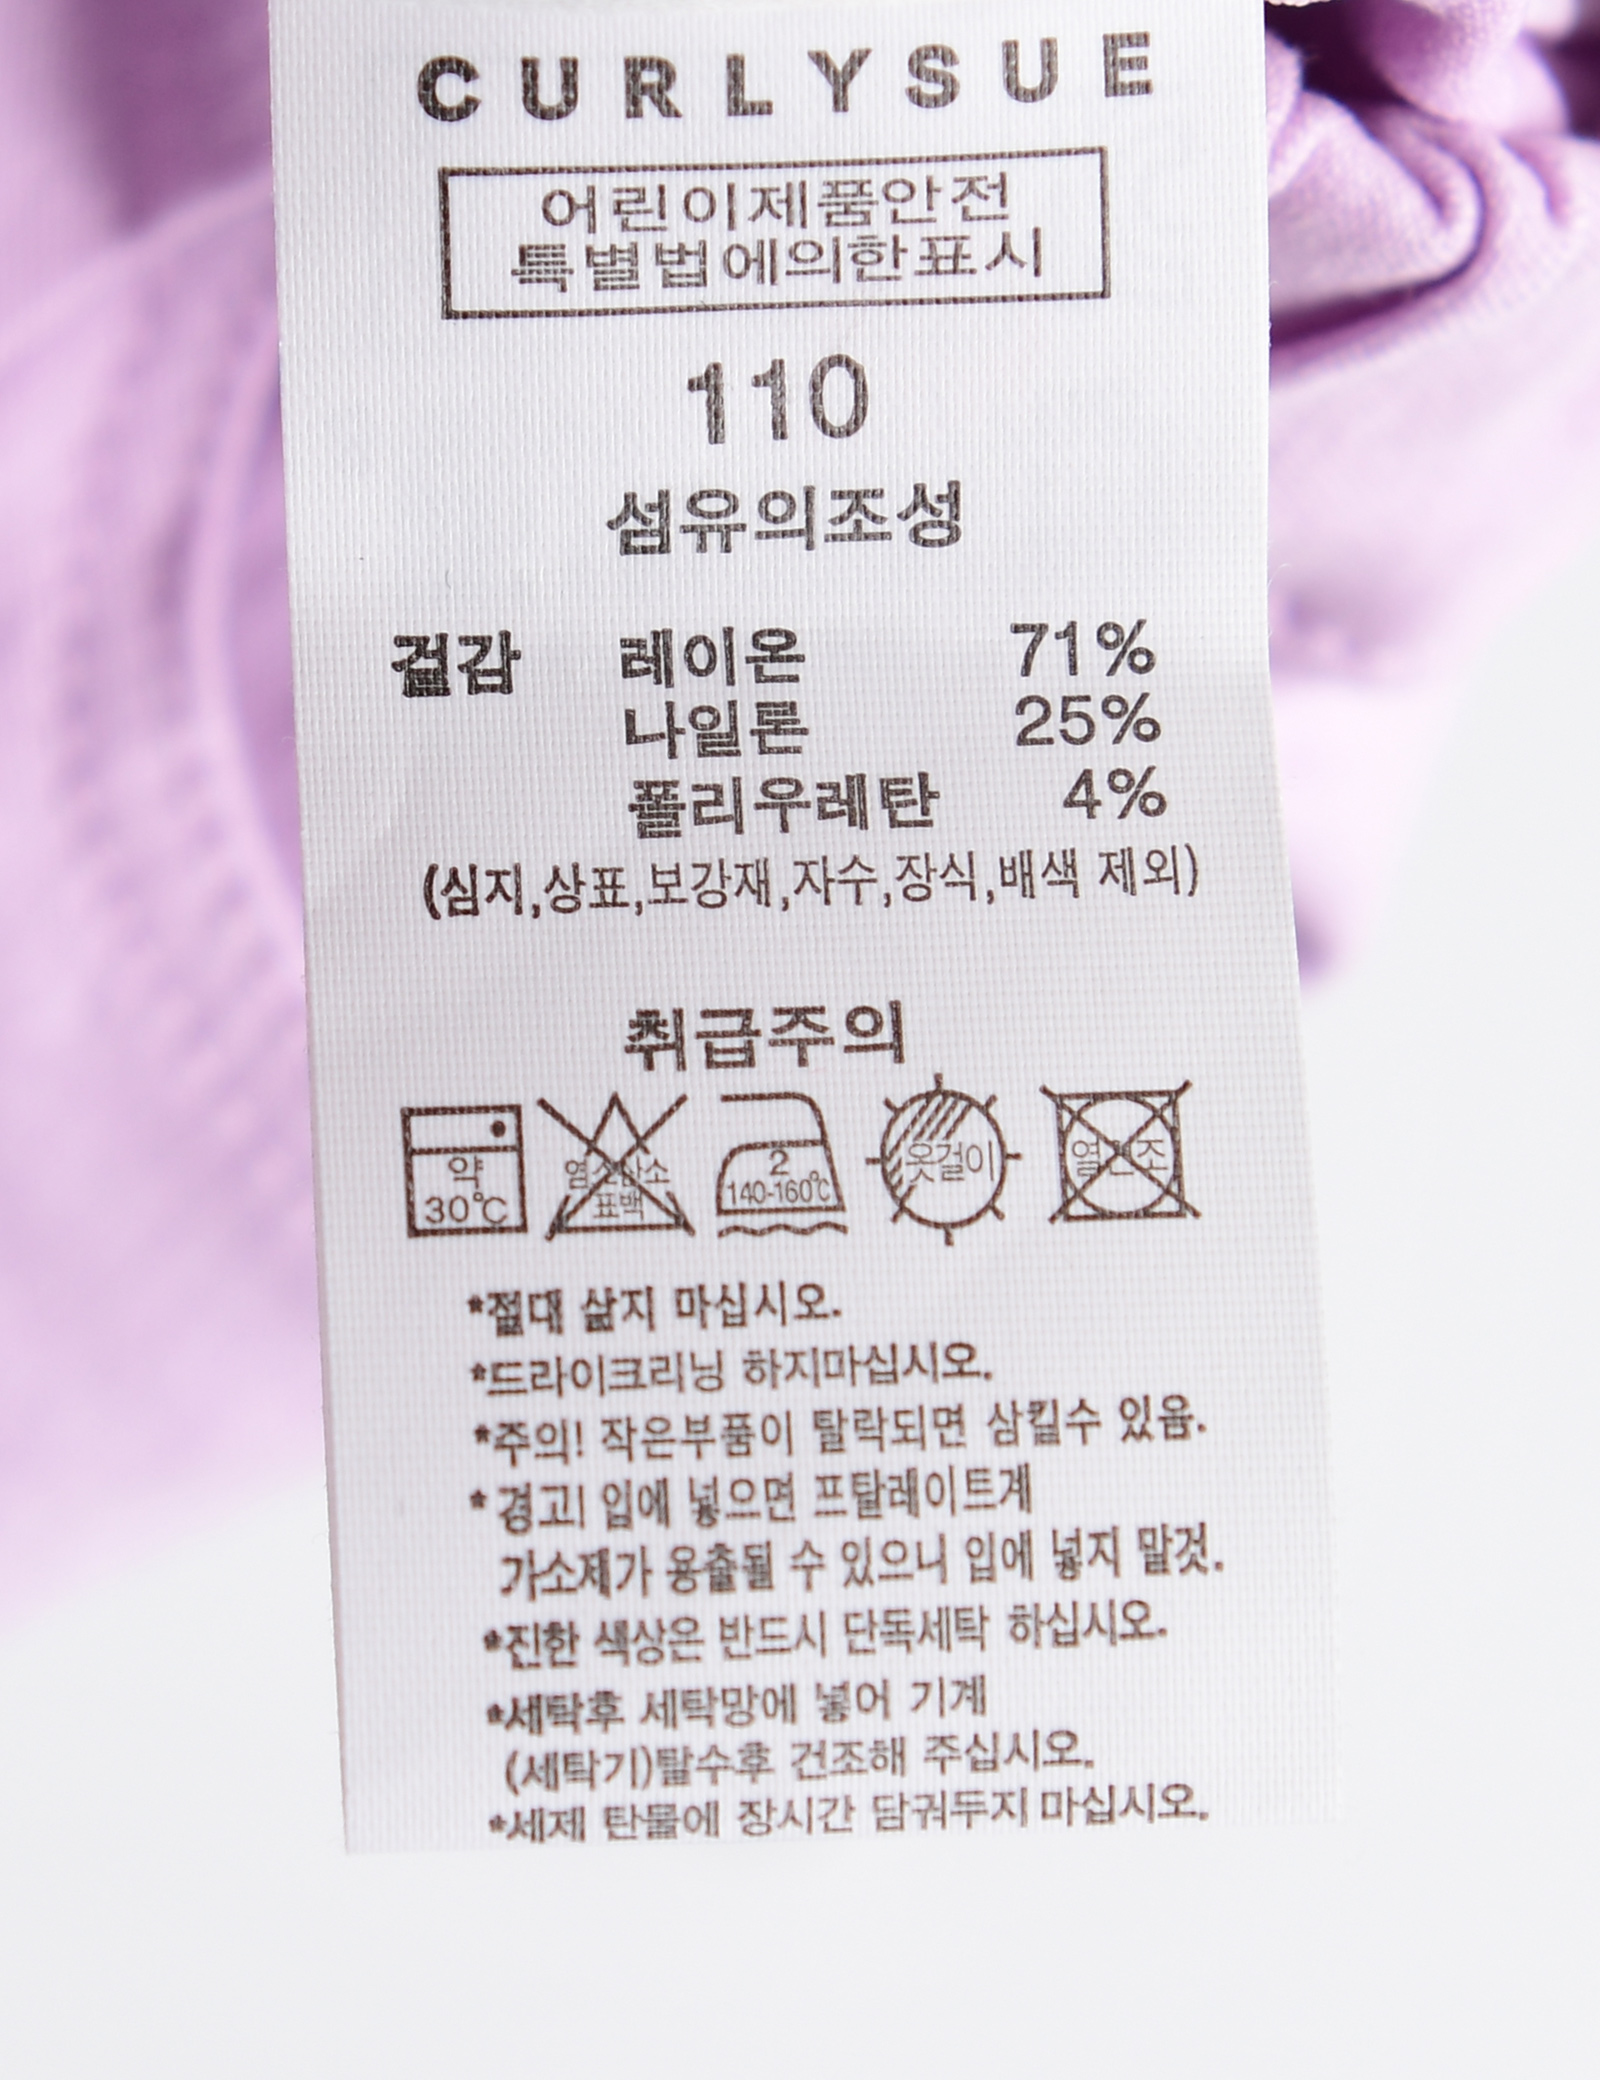 CURLYSUE
어린이제품안전
특별법에의한표시
110
섬유의조성
겉감 레이온 71%
나일론 25%
폴리우레탄 4%
(심지,상표,보강재,자수,장식,배색 제외)
취급주의
약
30℃
염소산소
표백
2
140-160℃
옷걸이
열건조
*절대 삶지 마십시오.
*드라이크리닝 하지마십시오.
*주의! 작은부품이 탈락되면 삼킬수 있음.
*경고! 입에 넣으면 프탈레이트계
가소제가 용출될 수 있으니 입에 넣지 말것.
*진한 색상은 반드시 단독세탁 하십시오.
*세탁후 세탁망에 넣어 기계
(세탁기)탈수후 건조해 주십시오.
*세제 탄물에 장시간 담궈두지 마십시오.